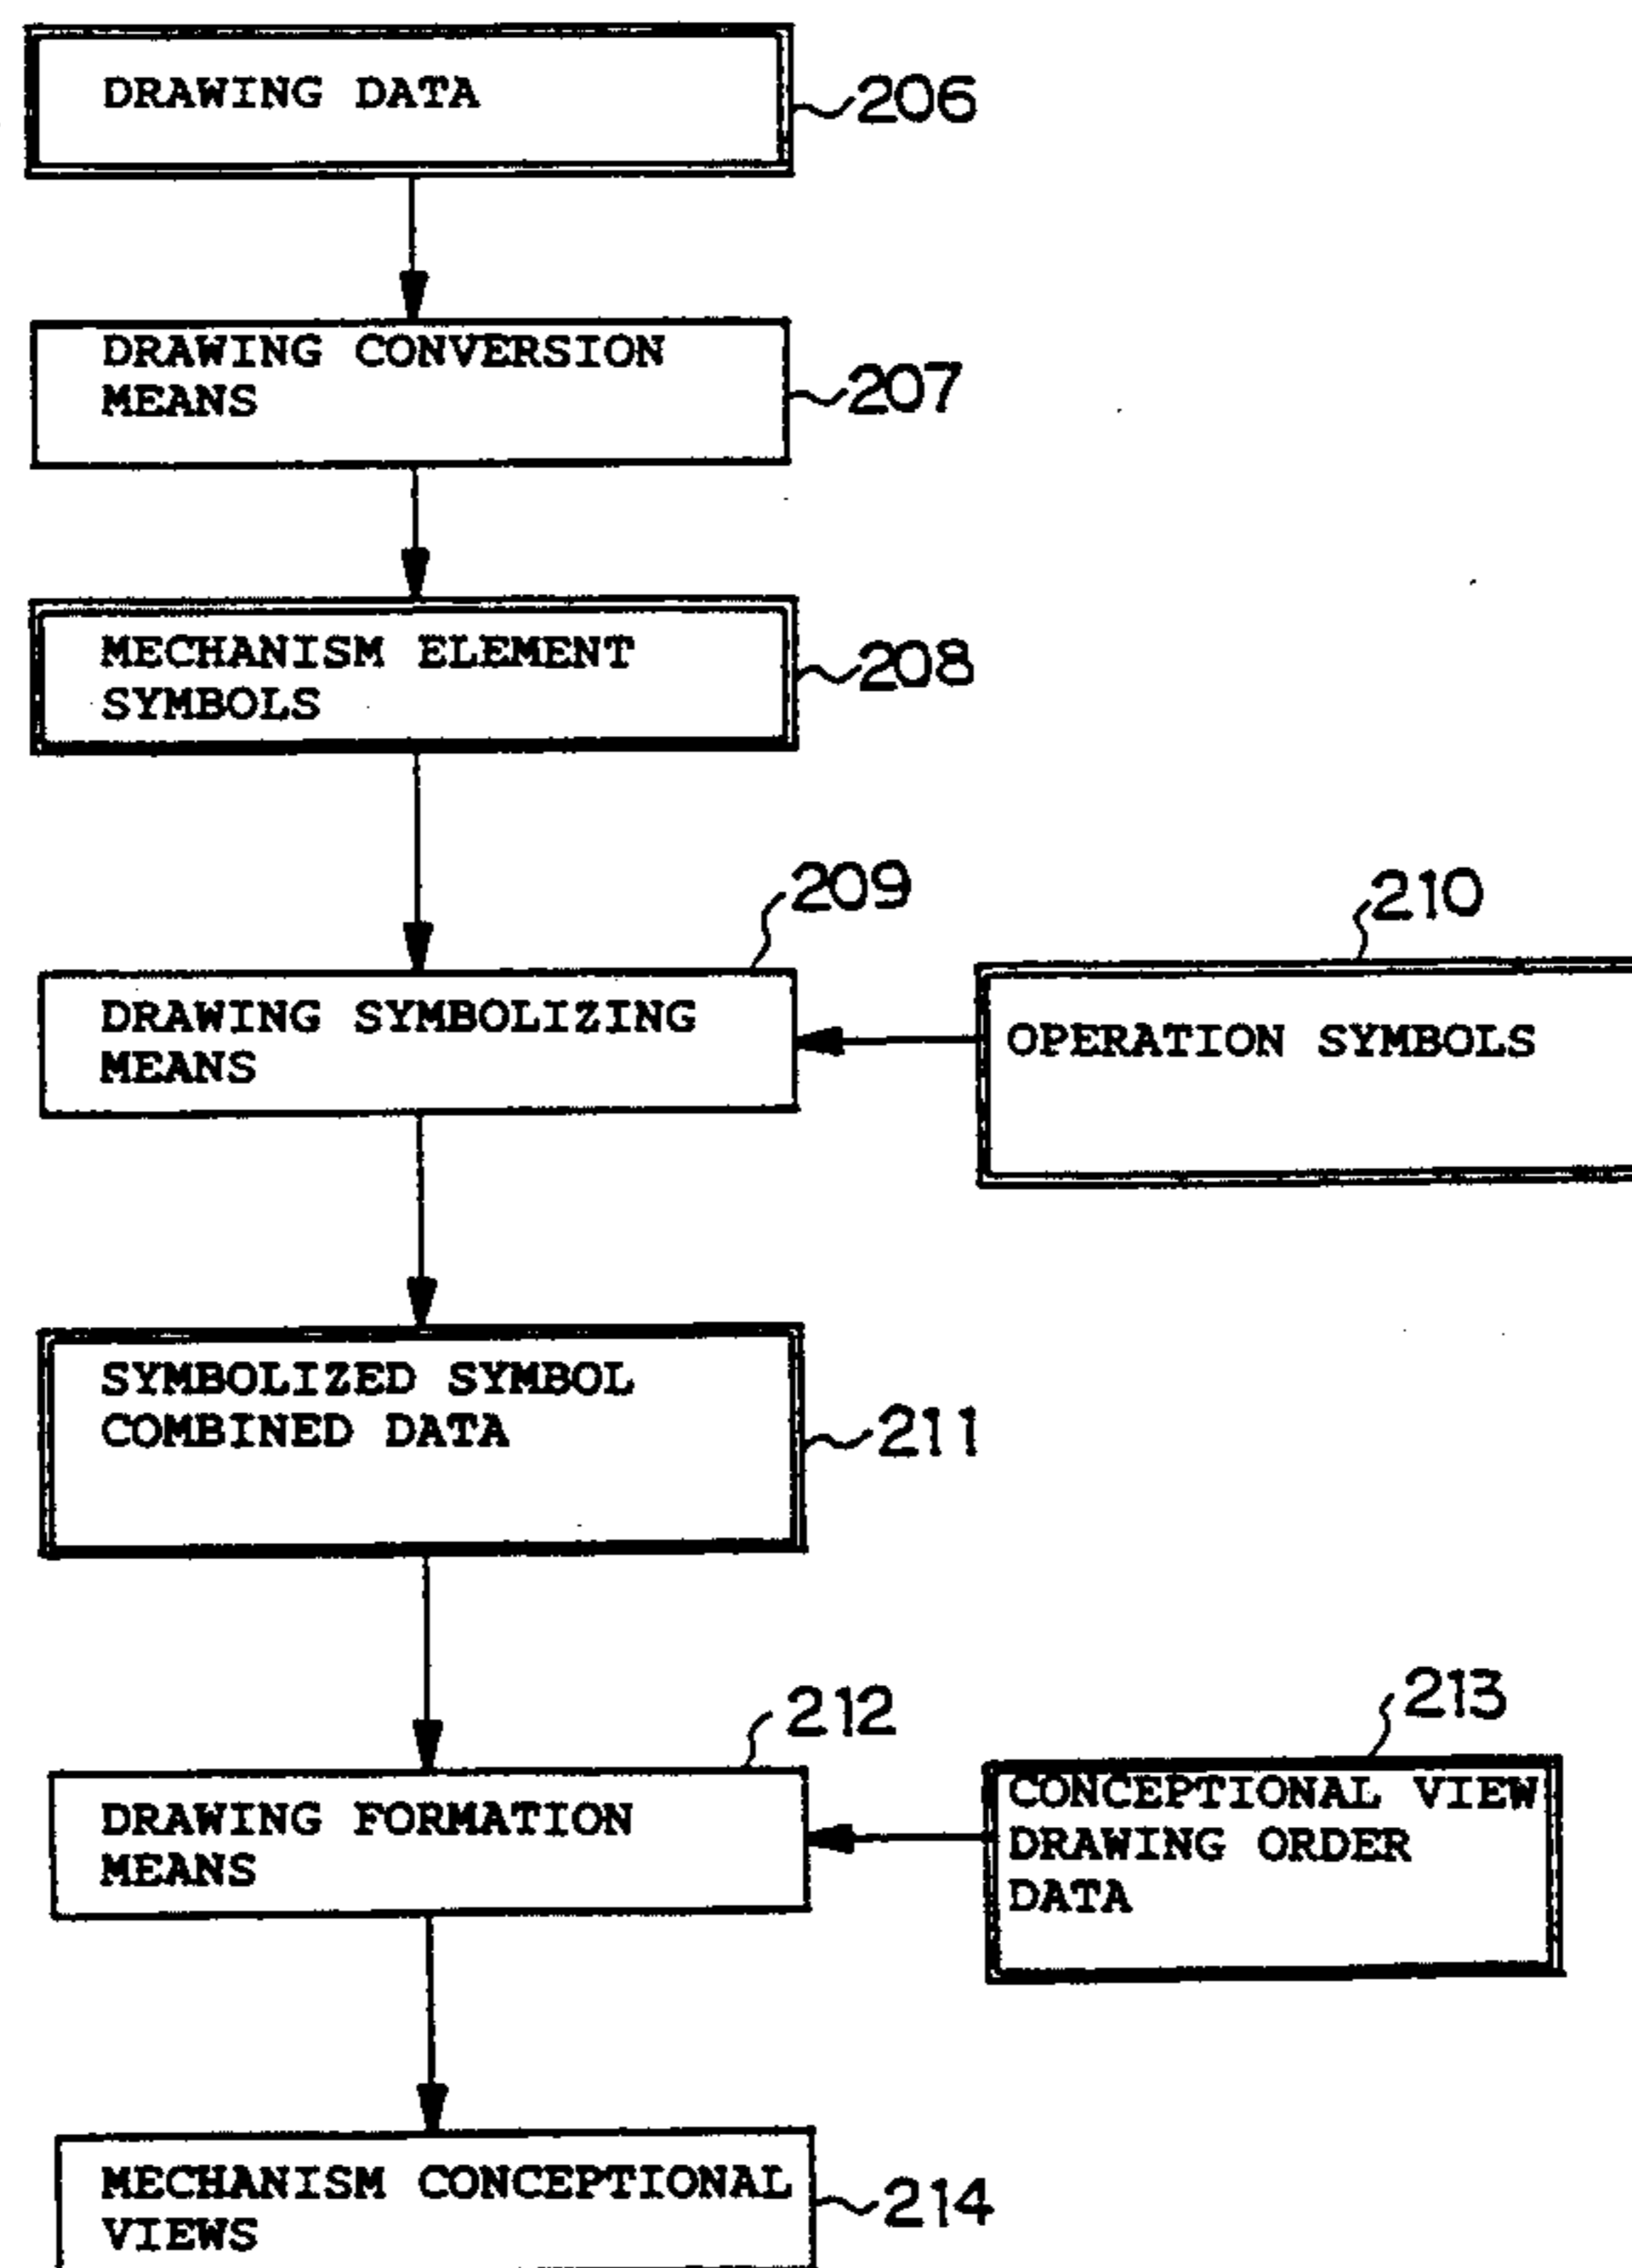 DRAWING DATA
206
DRAWING CONVERSION
MEANS
207
MECHANISM ELEMENT
SYMBOLS
208
209
DRAWING SYMBOLIZING
MEANS
210
OPERATION SYMBOLS
SYMBOLIZED SYMBOL
COMBINED DATA
211
212
DRAWING FORMATION
MEANS
213
CONCEPTIONAL VIEW
DRAWING ORDER
DATA
MECHANISM CONCEPTIONAL
VIEWS
214